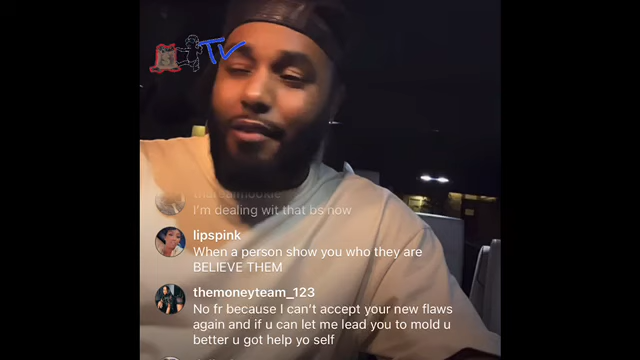 TV
I'm dealing wit that bs now
lipspink
When a person show you who they are
BELIEVE THEM
themoneyteam_123
No fr because I can't accept your new flaws
again and if u can let me lead you to mold u
better u got help yo self